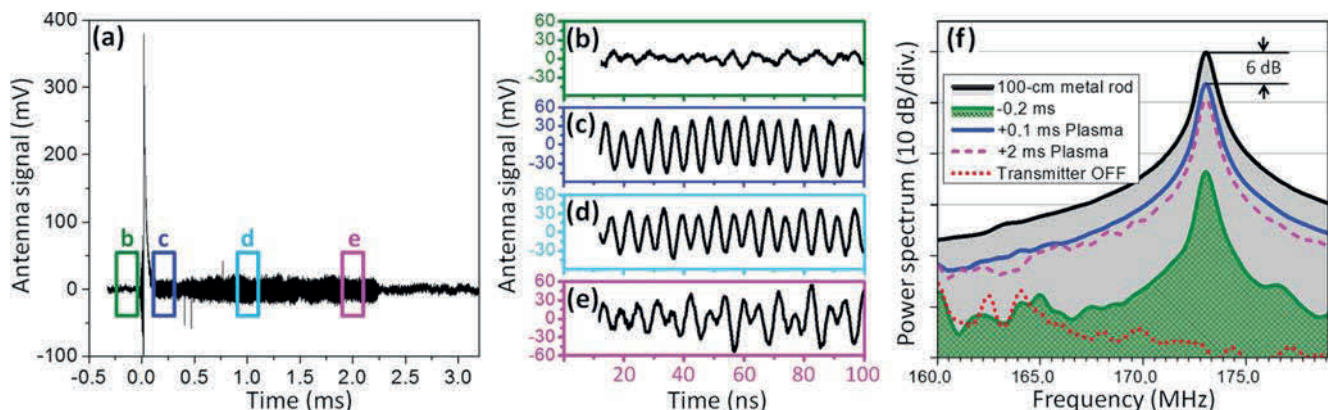 (a)
Antenna signal (mV)
400
300
200
100
0
-100
b
c
d
e
-0.5 0.0 0.5 1.0 1.5 2.0 2.5 3.0
Time (ms)
Antenna signal (mV)
60
30
0
-30
(b)
60
30
0
-30
(c)
60
30
0
-30
(d)
60
30
0
-30
-60
(e)
20 40 60 80 100
Time (ns)
(f)
Power spectrum (10 dB/div.)
6 dB
100-cm metal rod
-0.2 ms
+0.1 ms Plasma
+2 ms Plasma
Transmitter OFF
160.0 165.0 170.0 175.0
Frequency (MHz)